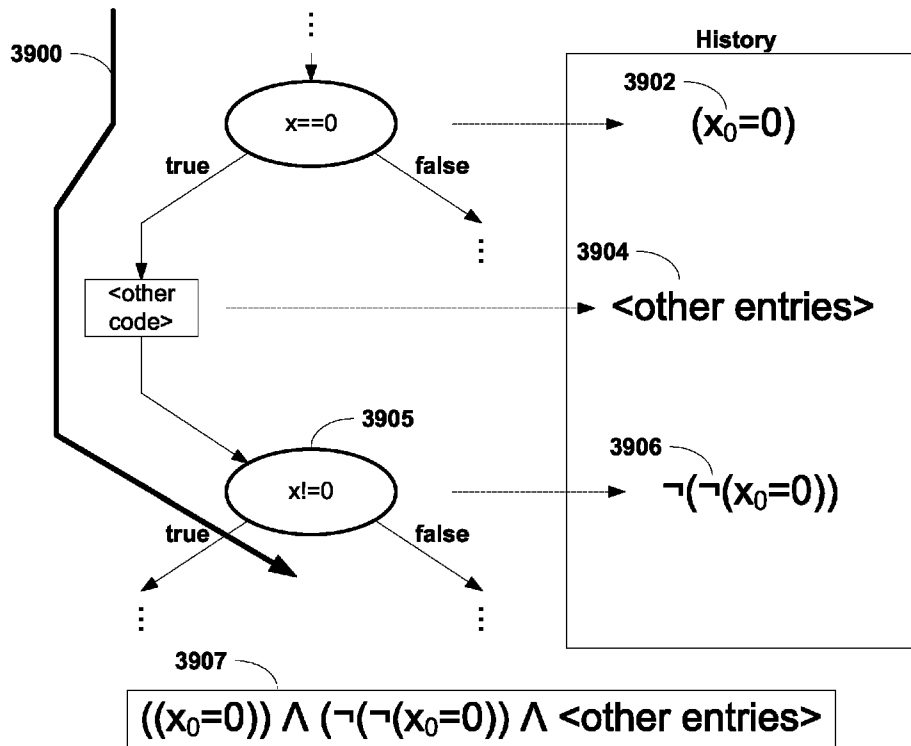 ⋮
3900
History
3902
x==0
(x₀=0)
true
false
⋮
3904
<other
code>
<other entries>
3905
3906
x!=0
¬(¬(x₀=0))
true
false
⋮
⋮
3907
((x₀=0)) Λ (¬(¬(x₀=0)) Λ <other entries>